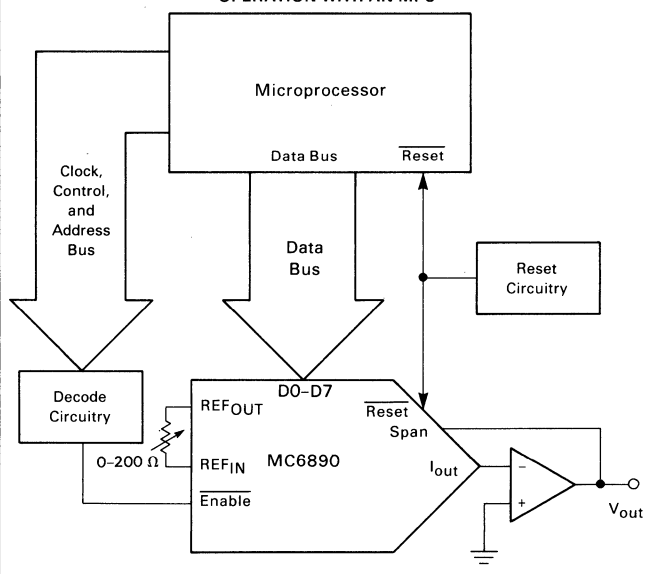 OPERATION WITH AN MPU
Microprocessor
Data Bus
Reset
Clock,
Control,
and
Address
Bus
Data
Bus
Reset
Circuitry
Decode
Circuitry
D0–D7
REFOUT
Reset
Span
0–200 Ω
REFIN
MC6890
Iout
Enable
−
+
Vout